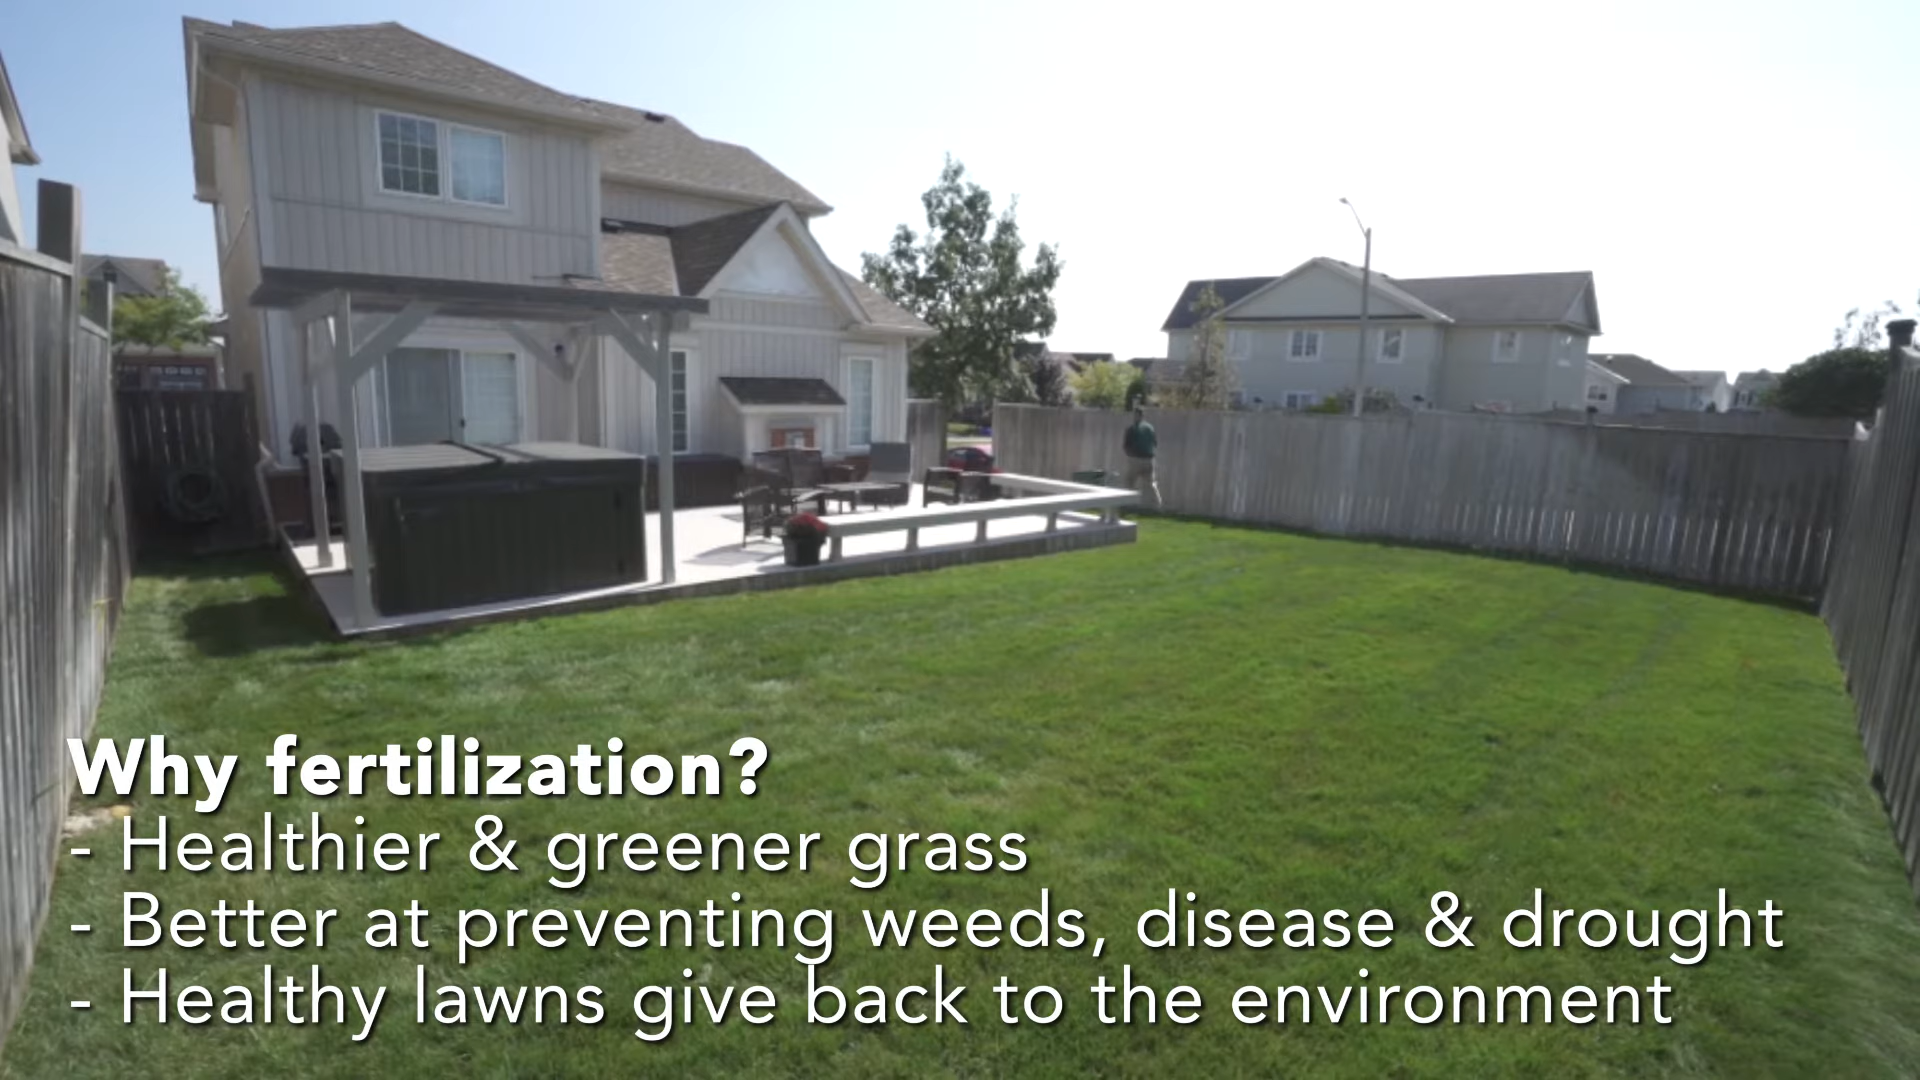 Why fertilization?
- Healthier & greener grass
- Better at preventing weeds, disease & drought
- Healthy lawns give back to the environment